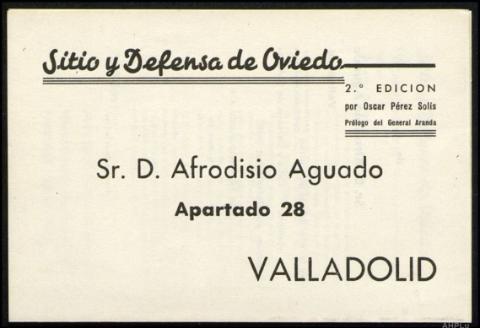 Sitio y Defensa de Oviedo
2.º EDICION
por Oscar Pérez Solís
Prólogo del General Aranda
Sr. D. Afrodisio Aguado
Apartado 28
VALLADOLID
AHPLu